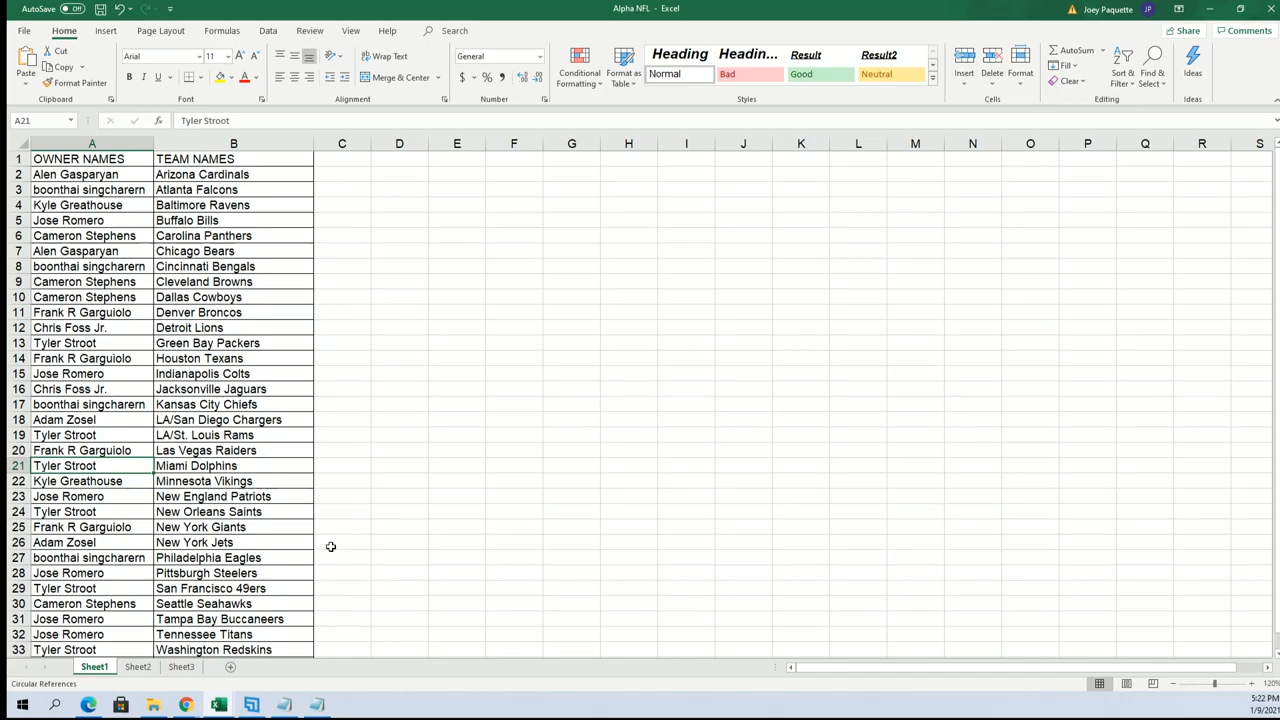 AutoSave Off Alpha NFL - Excel Joey Paquette JP
File Home Insert Page Layout Formulas Data Review View Help Search Share Comments
Paste Cut Copy Format Painter Arial 11 B I U A Wrap Text Merge & Center General $ % Conditional Formatting Format as Table Heading Headin... Result Result2 Normal Bad Good Neutral Insert Delete Format AutoSum Fill Clear Sort & Filter Find & Select Ideas
Clipboard Font Alignment Number Styles Cells Editing Ideas
A21 fx Tyler Stroot
A B C D E F G H I J K L M N O P Q R S
1 OWNER NAMES TEAM NAMES
2 Alen Gasparyan Arizona Cardinals
3 boonthai singcharern Atlanta Falcons
4 Kyle Greathouse Baltimore Ravens
5 Jose Romero Buffalo Bills
6 Cameron Stephens Carolina Panthers
7 Alen Gasparyan Chicago Bears
8 boonthai singcharern Cincinnati Bengals
9 Cameron Stephens Cleveland Browns
10 Cameron Stephens Dallas Cowboys
11 Frank R Garguiolo Denver Broncos
12 Chris Foss Jr. Detroit Lions
13 Tyler Stroot Green Bay Packers
14 Frank R Garguiolo Houston Texans
15 Jose Romero Indianapolis Colts
16 Chris Foss Jr. Jacksonville Jaguars
17 boonthai singcharern Kansas City Chiefs
18 Adam Zosel LA/San Diego Chargers
19 Tyler Stroot LA/St. Louis Rams
20 Frank R Garguiolo Las Vegas Raiders
21 Tyler Stroot Miami Dolphins
22 Kyle Greathouse Minnesota Vikings
23 Jose Romero New England Patriots
24 Tyler Stroot New Orleans Saints
25 Frank R Garguiolo New York Giants
26 Adam Zosel New York Jets
27 boonthai singcharern Philadelphia Eagles
28 Jose Romero Pittsburgh Steelers
29 Tyler Stroot San Francisco 49ers
30 Cameron Stephens Seattle Seahawks
31 Jose Romero Tampa Bay Buccaneers
32 Jose Romero Tennessee Titans
33 Tyler Stroot Washington Redskins
Sheet1 Sheet2 Sheet3
Circular References 120%
5:22 PM
1/9/2021